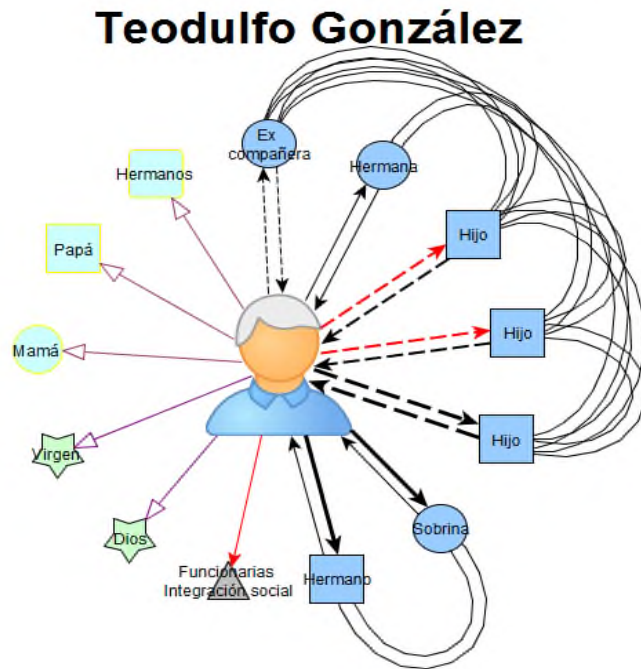 Teodulfo González
Ex
compañera
Hermana
Hermanos
Hijo
Papá
Hijo
Mamá
Hijo
Virgen
Sobrina
Dios
Funcionarias
Integración social
Hermano